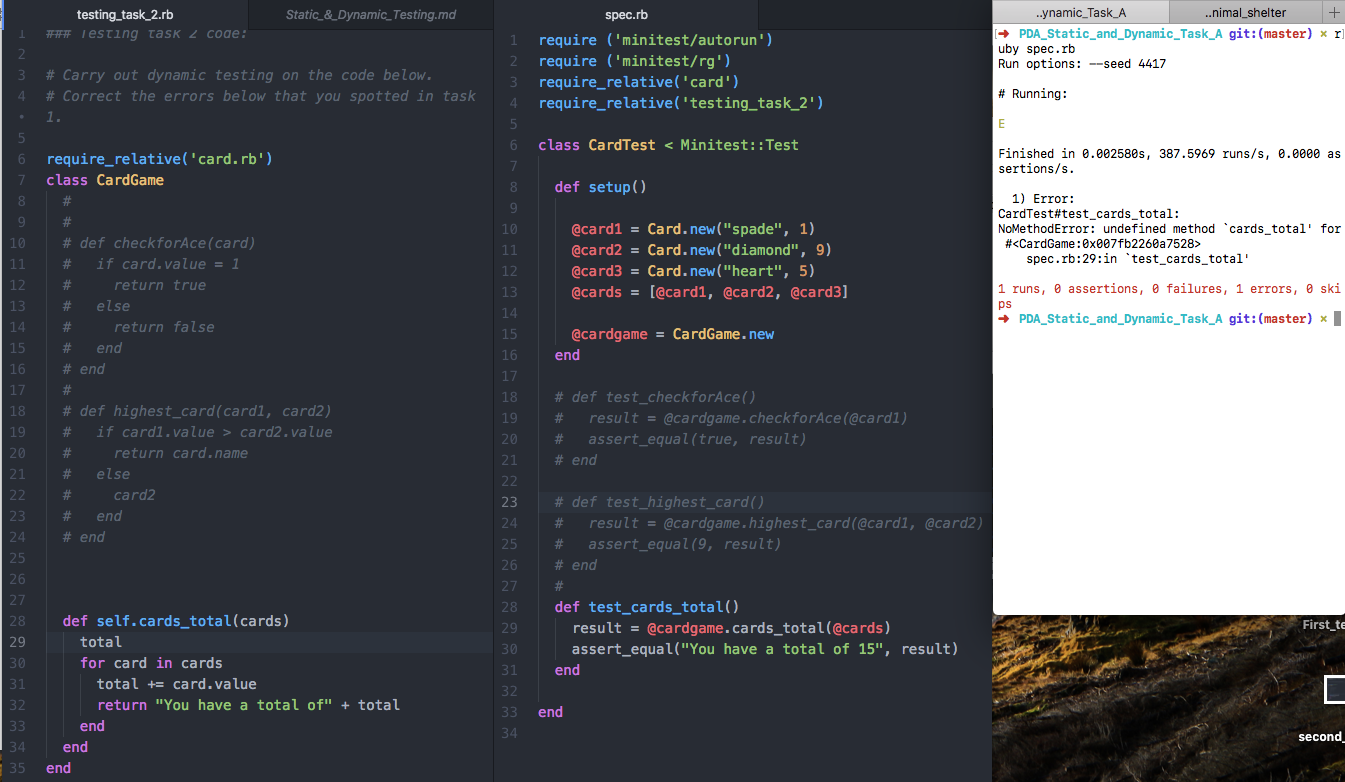 testing_task_2.rb
Static_&_Dynamic_Testing.md
1 ### Testing task 2 code:
2
3 # Carry out dynamic testing on the code below.
4 # Correct the errors below that you spotted in task
• 1.
5
6 require_relative('card.rb')
7 class CardGame
8 #
9 #
10 # def checkforAce(card)
11 # if card.value = 1
12 # return true
13 # else
14 # return false
15 # end
16 # end
17 #
18 # def highest_card(card1, card2)
19 # if card1.value > card2.value
20 # return card.name
21 # else
22 # card2
23 # end
24 # end
25
26
27
28 def self.cards_total(cards)
29 total
30 for card in cards
31 total += card.value
32 return "You have a total of" + total
33 end
34 end
35 end
spec.rb
1 require ('minitest/autorun')
2 require ('minitest/rg')
3 require_relative('card')
4 require_relative('testing_task_2')
5
6 class CardTest < Minitest::Test
7
8 def setup()
9
10 @card1 = Card.new("spade", 1)
11 @card2 = Card.new("diamond", 9)
12 @card3 = Card.new("heart", 5)
13 @cards = [@card1, @card2, @card3]
14
15 @cardgame = CardGame.new
16 end
17
18 # def test_checkforAce()
19 # result = @cardgame.checkforAce(@card1)
20 # assert_equal(true, result)
21 # end
22
23 # def test_highest_card()
24 # result = @cardgame.highest_card(@card1, @card2)
25 # assert_equal(9, result)
26 # end
27 #
28 def test_cards_total()
29 result = @cardgame.cards_total(@cards)
30 assert_equal("You have a total of 15", result)
31 end
32
33 end
34
..ynamic_Task_A
..nimal_shelter
+
[➜ PDA_Static_and_Dynamic_Task_A git:(master) × r]
uby spec.rb
Run options: --seed 4417

# Running:

E

Finished in 0.002580s, 387.5969 runs/s, 0.0000 as
sertions/s.

1) Error:
CardTest#test_cards_total:
NoMethodError: undefined method `cards_total' for
#<CardGame:0x007fb2260a7528>
spec.rb:29:in `test_cards_total'

1 runs, 0 assertions, 0 failures, 1 errors, 0 ski
ps
➜ PDA_Static_and_Dynamic_Task_A git:(master) ×
First_te
second_